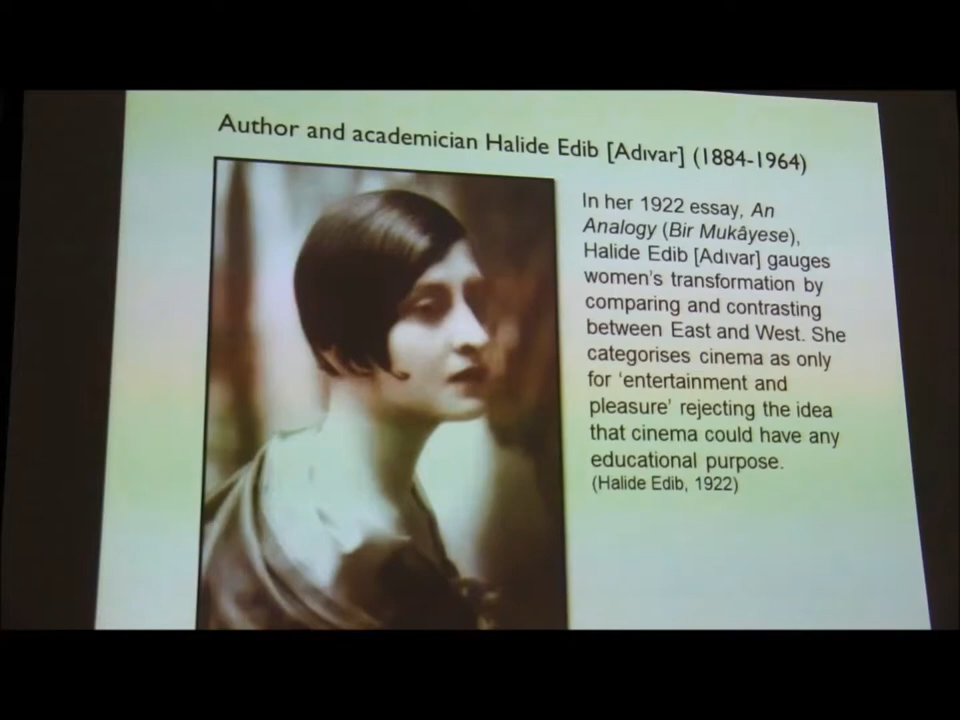 Author and academician Halide Edib [Adıvar] (1884-1964)
In her 1922 essay, An
Analogy (Bir Mukâyese),
Halide Edib [Adıvar] gauges
women's transformation by
comparing and contrasting
between East and West. She
categorises cinema as only
for ‘entertainment and
pleasure’ rejecting the idea
that cinema could have any
educational purpose.
(Halide Edib, 1922)